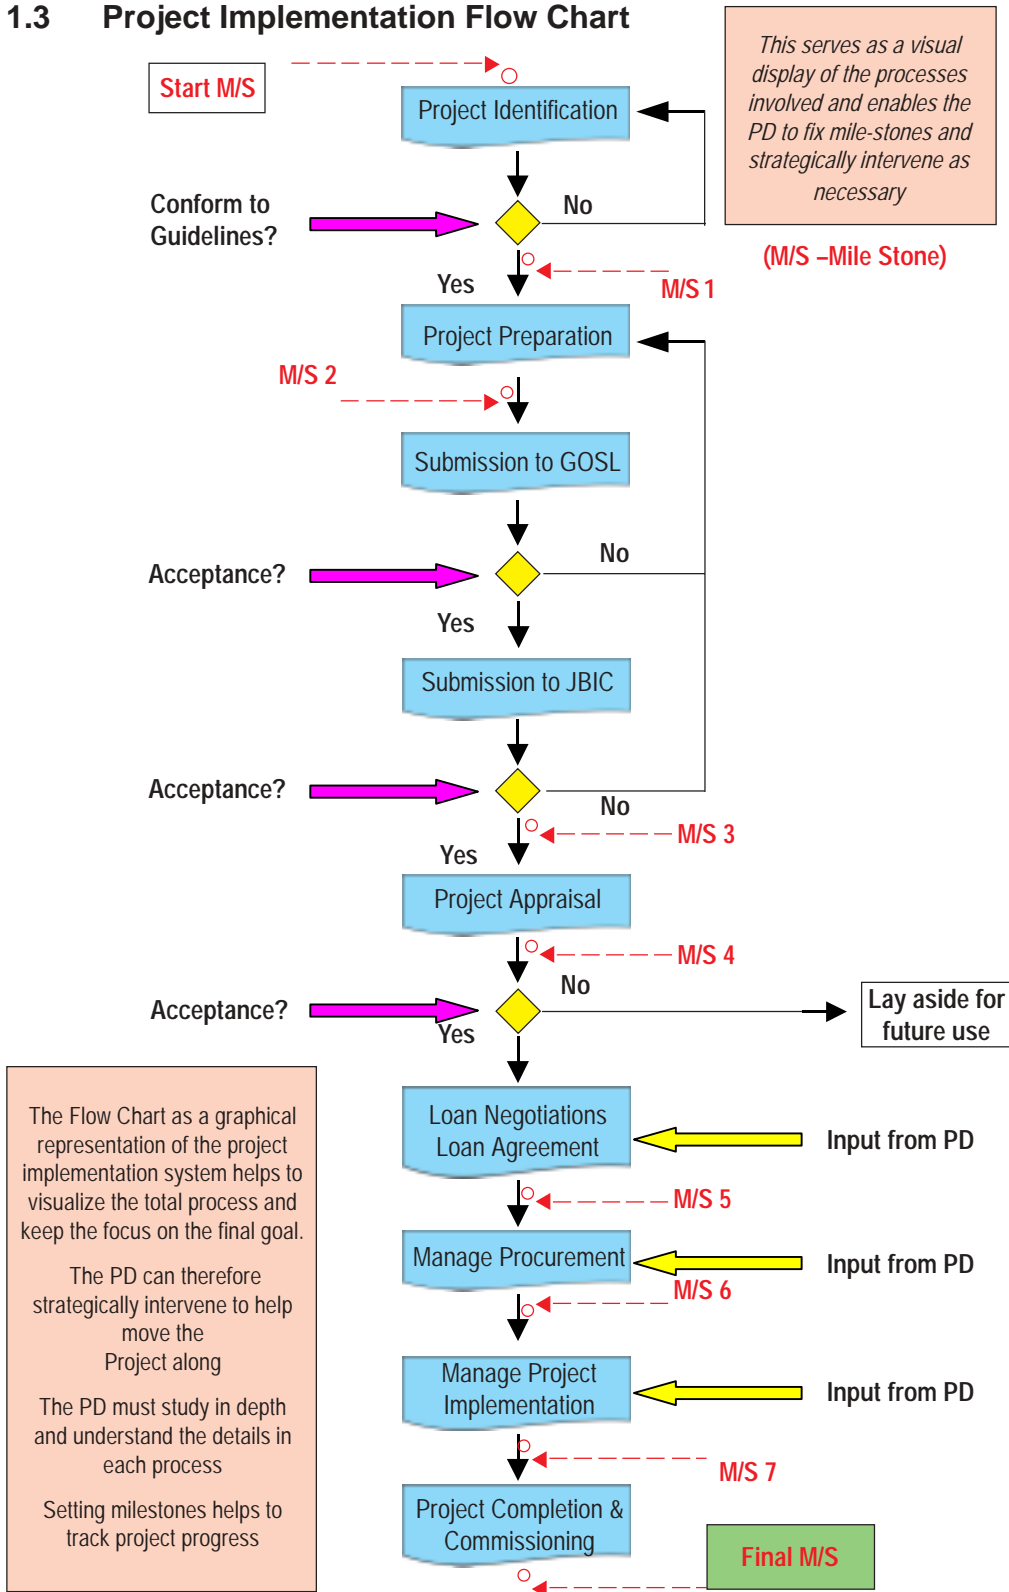 1.3 Project Implementation Flow Chart
This serves as a visual
display of the processes
involved and enables the
PD to fix mile-stones and
strategically intervene as
necessary
(M/S –Mile Stone)
Start M/S
Project Identification
Conform to
Guidelines?
No
Yes
M/S 1
Project Preparation
M/S 2
Submission to GOSL
Acceptance?
No
Yes
Submission to JBIC
Acceptance?
No
M/S 3
Yes
Project Appraisal
M/S 4
Acceptance?
No
Yes
Lay aside for
future use
Loan Negotiations
Loan Agreement
Input from PD
M/S 5
Manage Procurement
Input from PD
M/S 6
Manage Project
Implementation
Input from PD
M/S 7
Project Completion &
Commissioning
Final M/S
The Flow Chart as a graphical
representation of the project
implementation system helps to
visualize the total process and
keep the focus on the final goal.
The PD can therefore
strategically intervene to help
move the
Project along
The PD must study in depth
and understand the details in
each process
Setting milestones helps to
track project progress